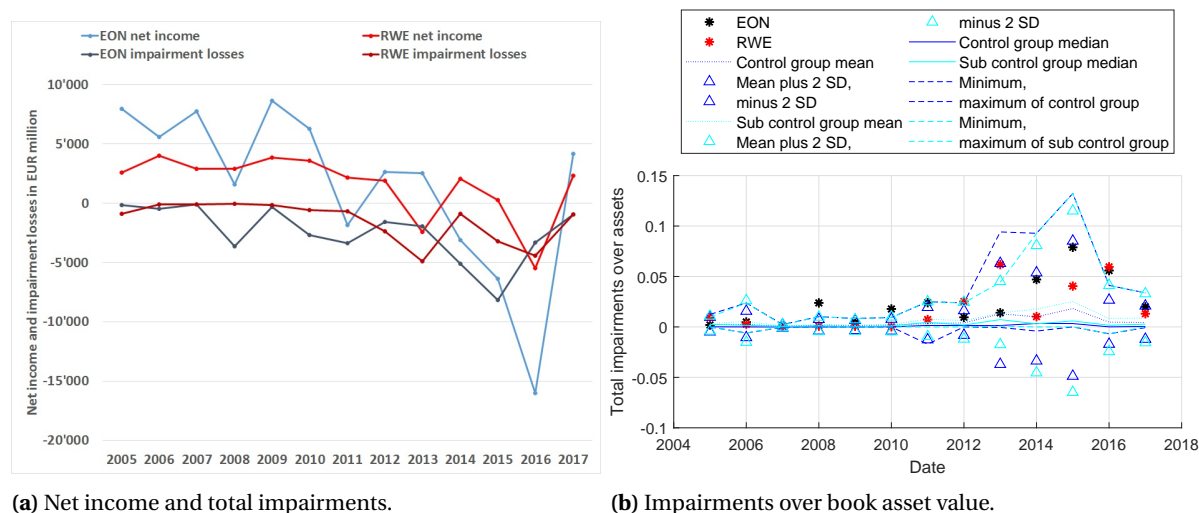 EON net income
RWE net income
EON impairment losses
RWE impairment losses
Net income and impairment losses in EUR million
10'000
5'000
0
-5'000
-10'000
-15'000
-20'000
2005 2006 2007 2008 2009 2010 2011 2012 2013 2014 2015 2016 2017
(a) Net income and total impairments.
EON
RWE
Control group mean
Mean plus 2 SD,
minus 2 SD
Sub control group mean
Mean plus 2 SD,
minus 2 SD
Control group median
Sub control group median
Minimum,
maximum of control group
Minimum,
maximum of sub control group
Total impairments over assets
0.15
0.1
0.05
0
-0.05
-0.1
2004 2006 2008 2010 2012 2014 2016 2018
Date
(b) Impairments over book asset value.